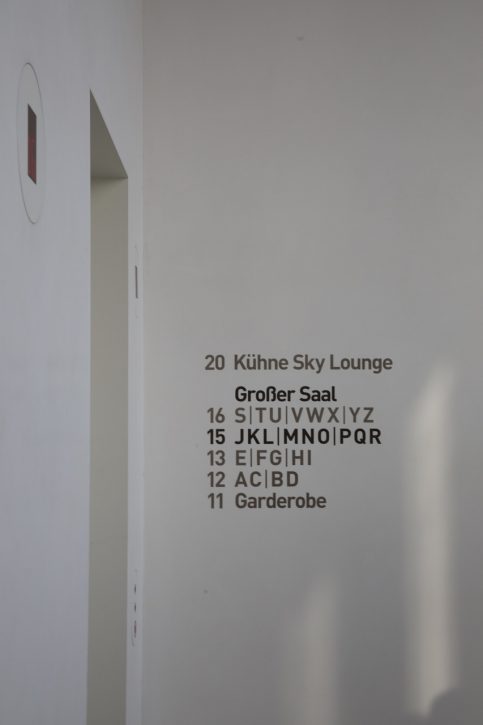 20 Kühne Sky Lounge
Großer Saal
16 S|TU|VWX|YZ
15 JKL|MNO|PQR
13 E|FG|HI
12 AC|BD
11 Garderobe